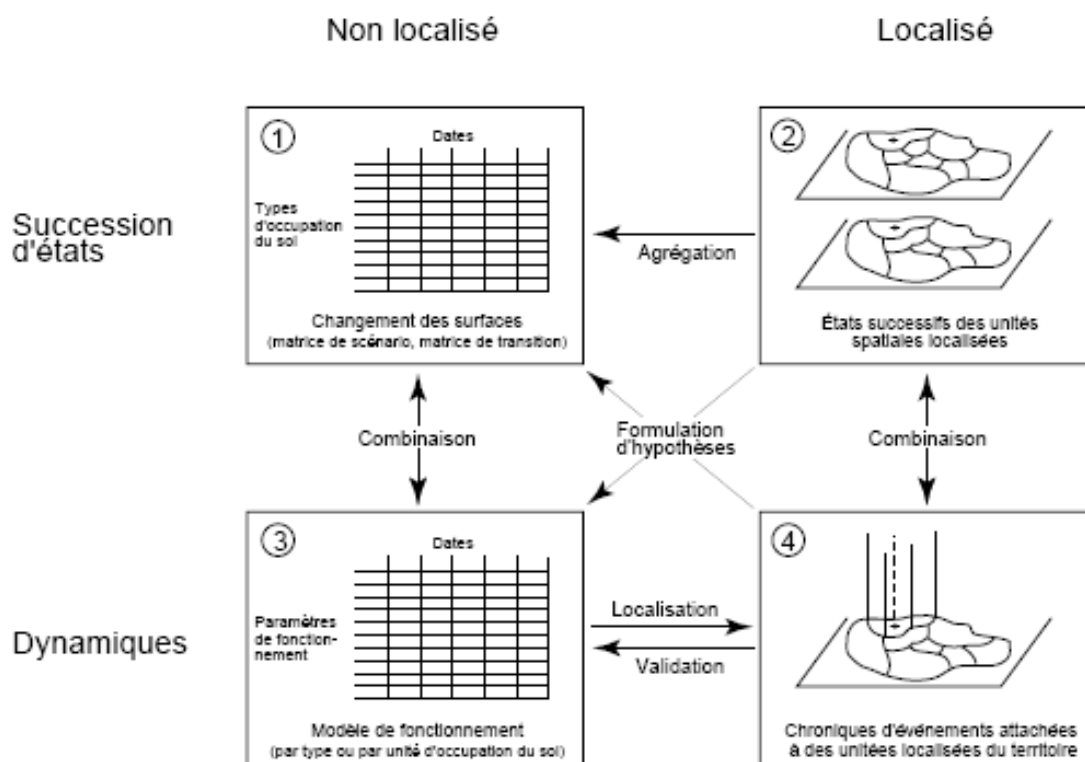 Non localisé
Localisé
Succession
d'états
1
Dates
Types
d'occupation
du sol
Changement des surfaces
(matrice de scénario, matrice de transition)
Agrégation
2
États successifs des unités
spatiales localisées
Combinaison
Formulation
d'hypothèses
Combinaison
Dynamiques
3
Dates
Paramètres
de fonction-
nement
Modèle de fonctionnement
(par type ou par unité d'occupation du sol)
Localisation
Validation
4
Chroniques d'événements attachées
à des unitées localisées du territoire